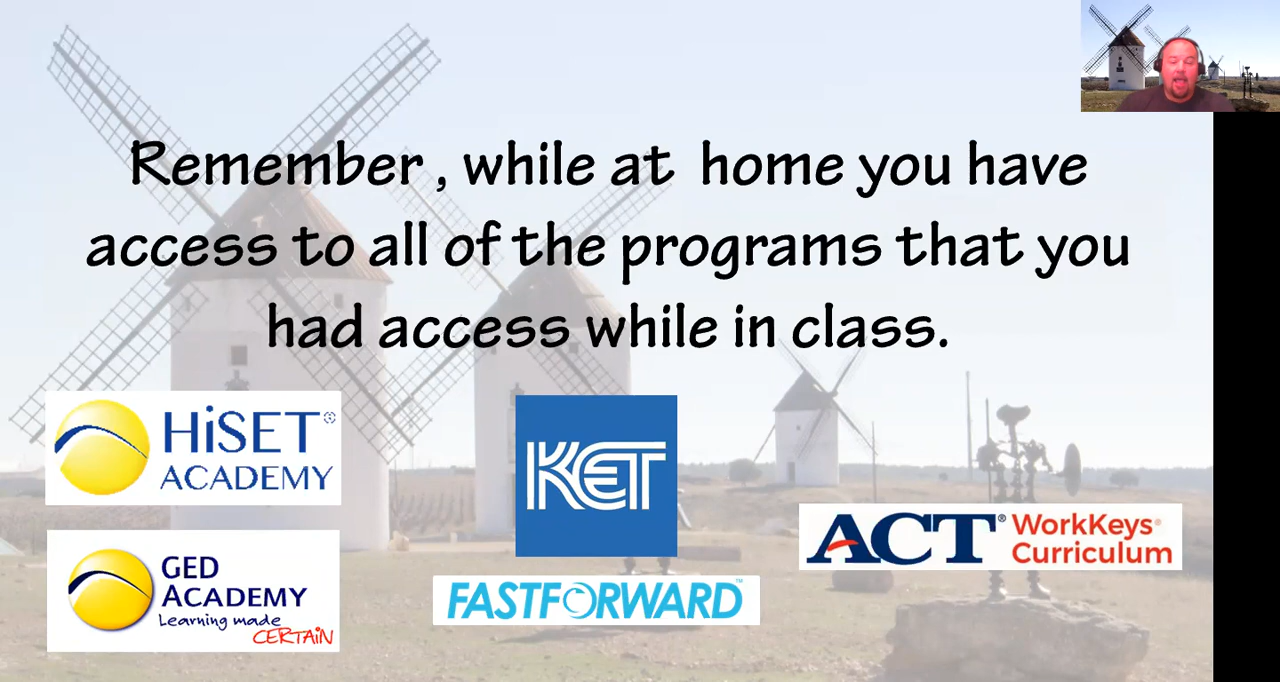 Remember , while at home you have
access to all of the programs that you
had access while in class.
HiSET®
ACADEMY
KET
GED
ACADEMY
Learning made
CERTAiN
FASTFORWARD™
ACT® WorkKeys®
Curriculum